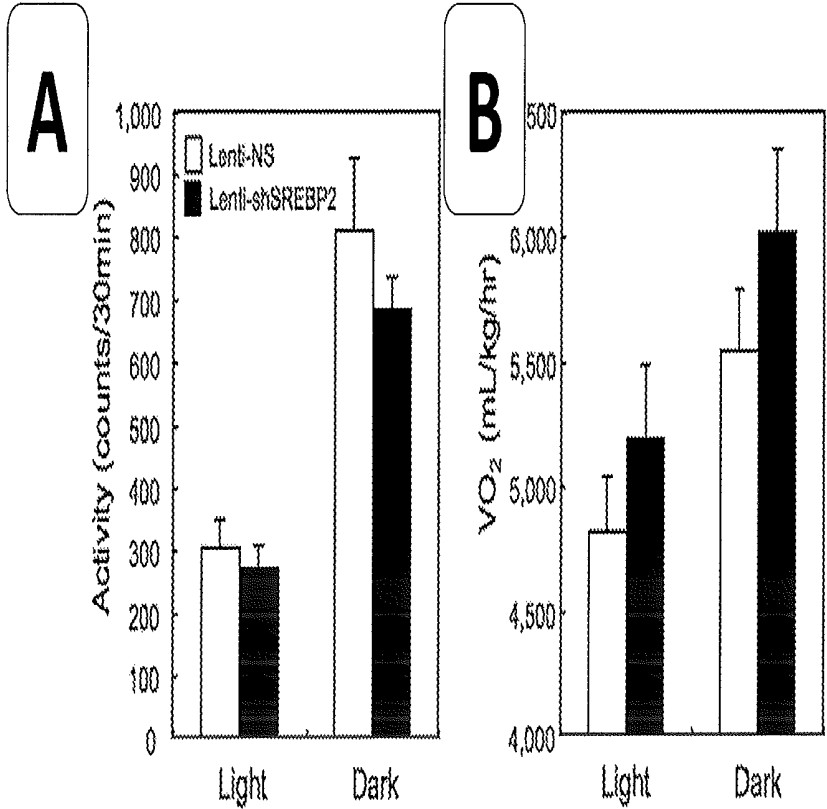 A
B
Activity (counts/30min)
1,000
900
800
700
600
500
400
300
200
100
0
Lenti-NS
Lenti-shSREBP2
Light Dark
VO₂ (mL/kg/hr)
500
6,000
5,500
5,000
4,500
4,000
Light Dark